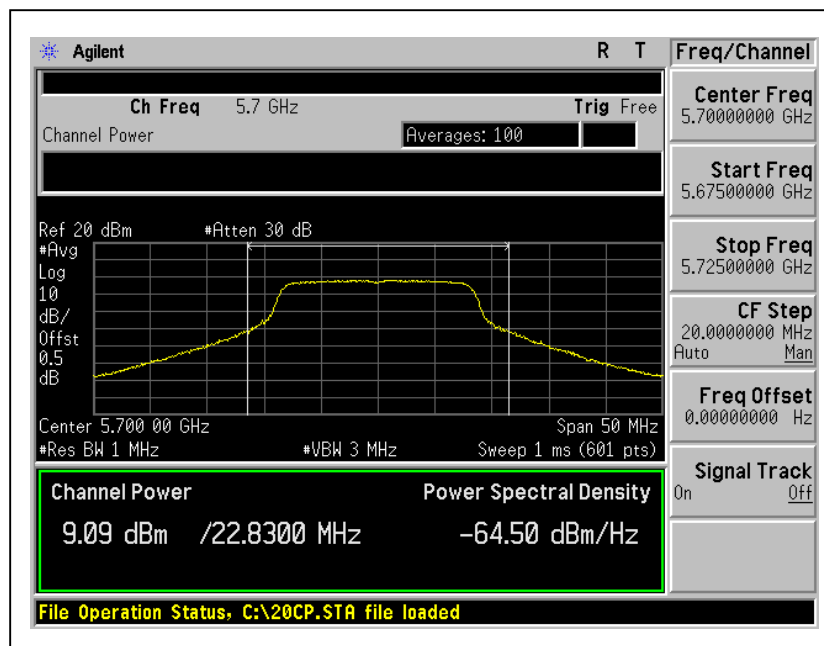 Agilent R T
Ch Freq 5.7 GHz Trig Free
Channel Power Averages: 100
Ref 20 dBm #Atten 30 dB
#Avg
Log
10
dB/
Offst
0.5
dB
Center 5.700 00 GHz Span 50 MHz
#Res BW 1 MHz #VBW 3 MHz Sweep 1 ms (601 pts)
Channel Power Power Spectral Density
9.09 dBm /22.8300 MHz -64.50 dBm/Hz
File Operation Status, C:\20CP.STA file loaded
Freq/Channel
Center Freq
5.70000000 GHz
Start Freq
5.67500000 GHz
Stop Freq
5.72500000 GHz
CF Step
20.0000000 MHz
Auto Man
Freq Offset
0.00000000 Hz
Signal Track
On Off